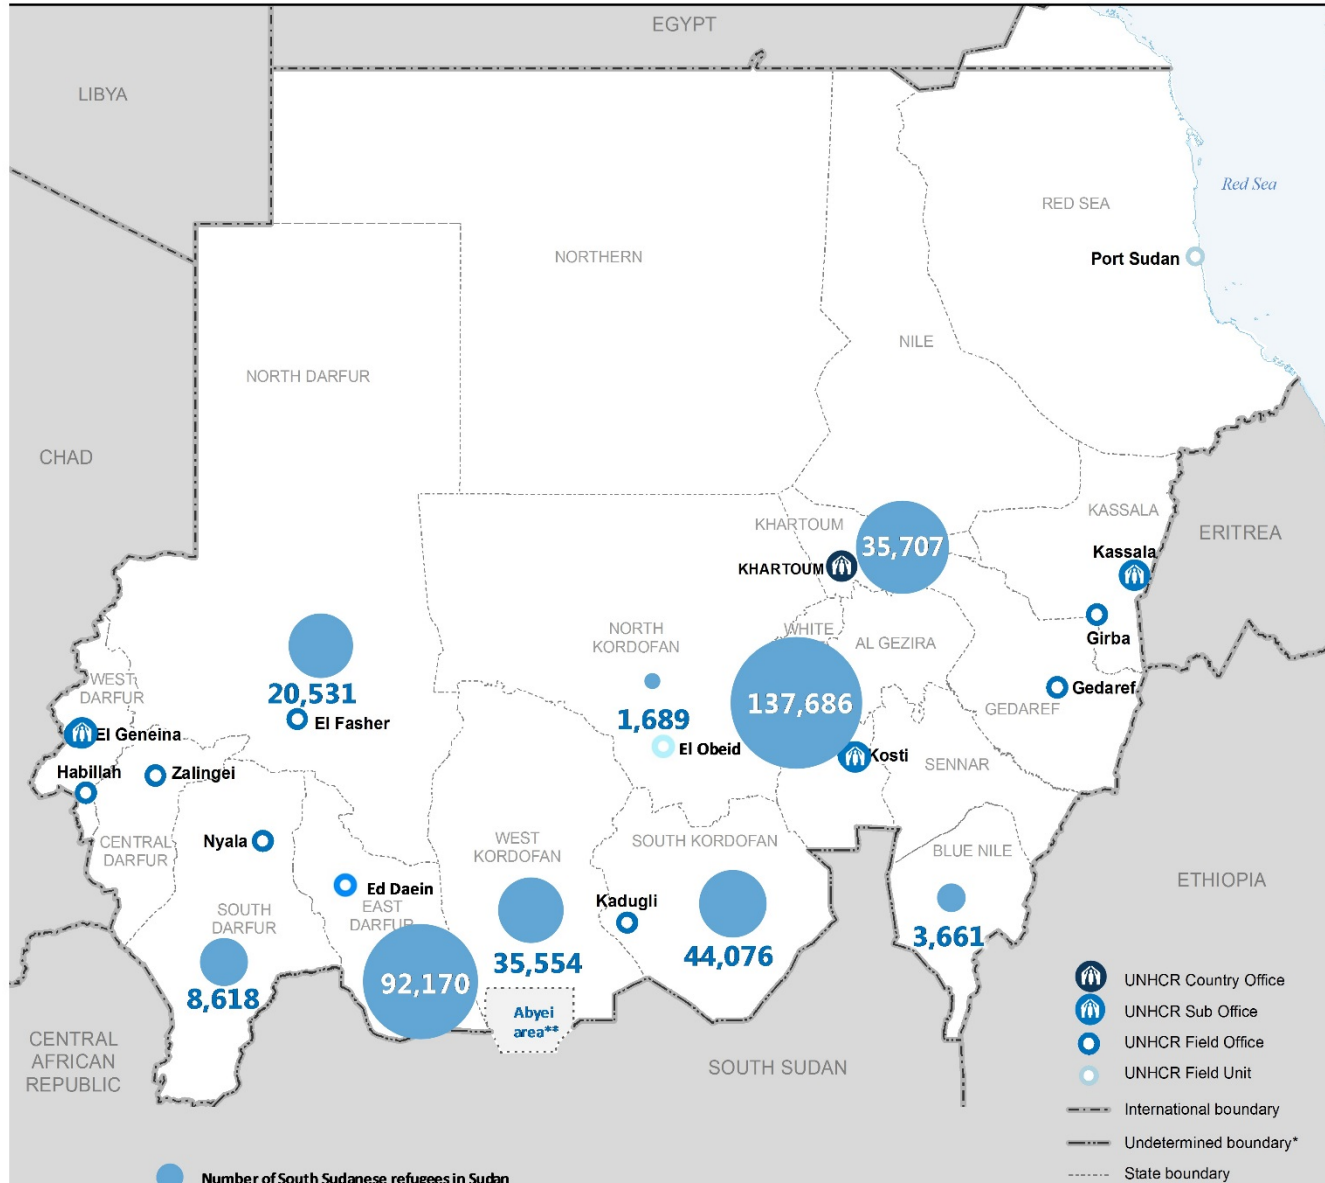 EGYPT
LIBYA
Red Sea
RED SEA
Port Sudan
NORTHERN
NILE
NORTH DARFUR
CHAD
KASSALA
KHARTOUM
35,707
ERITREA
Kassala
KHARTOUM
Girba
NORTH
KORDOFAN
WHITE
AL GEZIRA
WEST
DARFUR
20,531
Gedaref
GEDAREF
137,686
1,689
El Fasher
El Geneina
El Obeid
Kosti
SENNAR
Habillah
Zalingei
Nyala
CENTRAL
DARFUR
WEST
KORDOFAN
SOUTH KORDOFAN
BLUE NILE
ETHIOPIA
Ed Daein
EAST
DARFUR
Kadugli
SOUTH
DARFUR
3,661
44,076
35,554
92,170
8,618
Abyei
area**
CENTRAL
AFRICAN
REPUBLIC
SOUTH SUDAN
UNHCR Country Office
UNHCR Sub Office
UNHCR Field Office
UNHCR Field Unit
International boundary
Undetermined boundary*
State boundary
Number of South Sudanese refugees in Sudan